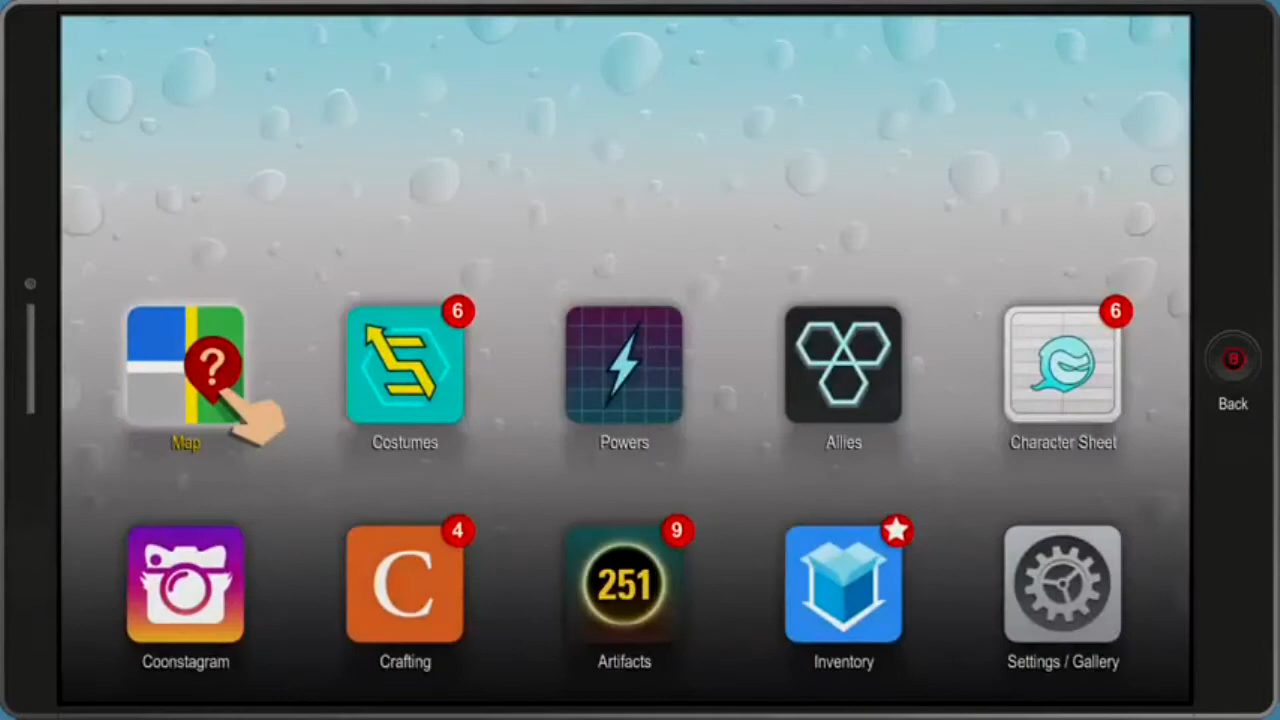 6
6
?
B
Back
Map
Costumes
Powers
Allies
Character Sheet
4
9
C
251
Coonstagram
Crafting
Artifacts
Inventory
Settings / Gallery